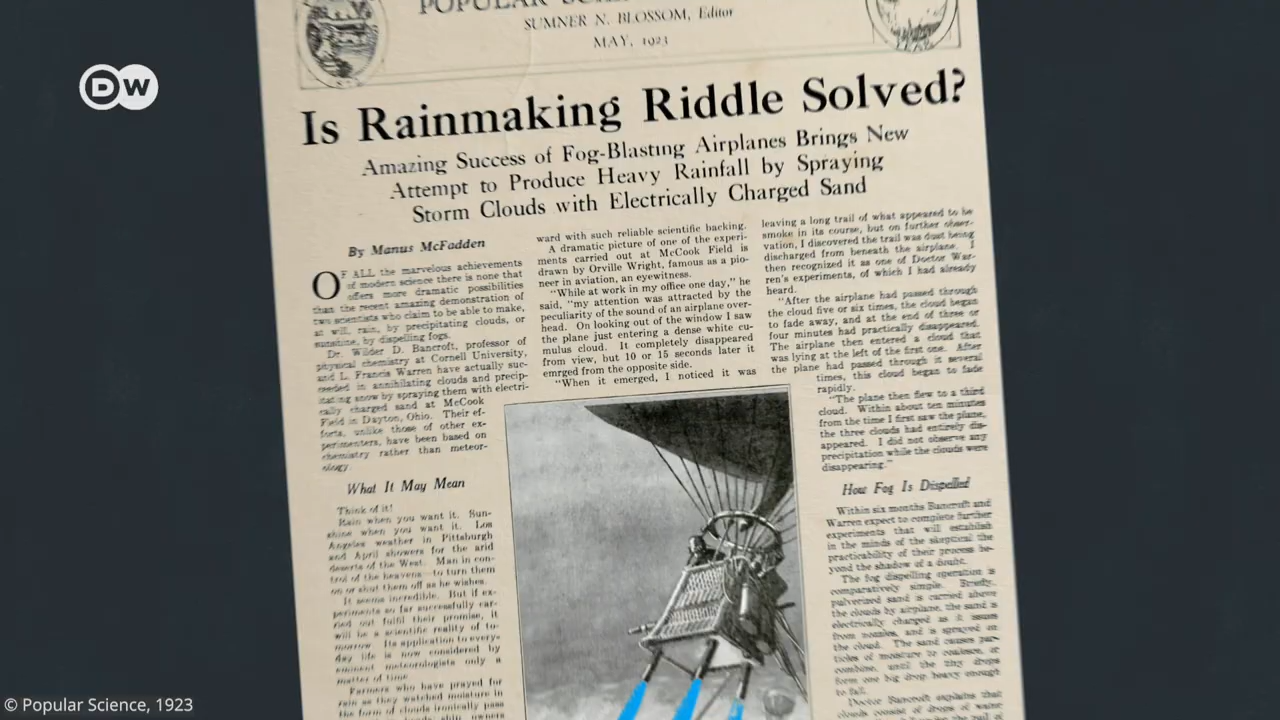 DW
POPULAR
SUMNER N. BLOSSOM, Editor
MAY, 1923
Is Rainmaking Riddle Solved?
Amazing Success of Fog-Blasting Airplanes Brings New
Attempt to Produce Heavy Rainfall by Spraying
Storm Clouds with Electrically Charged Sand
By Manus McFadden
OF ALL the marvelous achievements
of modern science there is none that
offers more dramatic possibilities
than the recent amazing demonstration of
two scientists who claim to be able to make,
at will, rain, by precipitating clouds, or
sunshine, by dispelling fogs.
Dr. Wilder D. Bancroft, professor of
physical chemistry at Cornell University,
and L. Francis Warren have actually suc-
ceeded in annihilating clouds and precip-
itating snow by spraying them with electri-
cally charged sand at McCook
Field in Dayton, Ohio. Their ef-
forts, unlike those of other ex-
perimenters, have been based on
chemistry rather than meteor-
ology.
What It May Mean
Think of it!
Rain when you want it. Sun-
shine when you want it. Los
Angeles weather in Pittsburgh
and April showers for the arid
deserts of the West. Man in con-
trol of the heavens—to turn them
on or shut them off as he wishes.
It seems incredible. But if ex-
periments so far successfully car-
ried out fulfil their promise, it
will be a scientific reality of to-
morrow. Its application to every-
day life is now considered by
eminent meteorologists only a
matter of time.
Farmers who have prayed for
rain as they watched moisture in
the form of clouds ironically pass
ward with such reliable scientific backing.
A dramatic picture of one of the experi-
ments carried out at McCook Field is
drawn by Orville Wright, famous as a pio-
neer in aviation, an eyewitness.
"While at work in my office one day," he
said, "my attention was attracted by the
peculiarity of the sound of an airplane over-
head. On looking out of the window I saw
the plane just entering a dense white cu-
mulus cloud. It completely disappeared
from view, but 10 or 15 seconds later it
emrged from the opposite side.
"When it emerged, I noticed it was
leaving a long trail of what appeared to be
smoke in its course, but on further obser-
vation, I discovered the trail was dust being
discharged from beneath the airplane. I
then recognized it as one of Doctor War-
ren's experiments, of which I had already
heard.
"After the airplane had passed through
the cloud five or six times, the cloud began
to fade away, and at the end of three or
four minutes had practically disappeared.
The airplane then entered a cloud that
was lying at the left of the first one. After
the plane had passed through it several
times, this cloud began to fade
rapidly.
"The plane then flew to a third
cloud. Within about ten minutes
from the time I first saw the plane,
the three clouds had entirely dis-
appeared. I did not observe any
precipitation while the clouds were
disappearing."
How Fog Is Dispelled
Within six months Bancroft and
Warren expect to complete further
experiments that will establish
in the minds of the skeptical the
practicability of their process be-
yond the shadow of a doubt.
The fog dispelling operation is
comparatively simple. Briefly,
pulverized sand is carried above
the clouds by airplane, the sand is
electrically charged as it issues
from nozzles, and is sprayed on
the cloud. The sand causes par-
ticles of moisture to coalesce, or
combine, until the tiny drops
form one big drop heavy enough
to fall.
Doctor Bancroft explains that
clouds consist of drops of water
© Popular Science, 1923